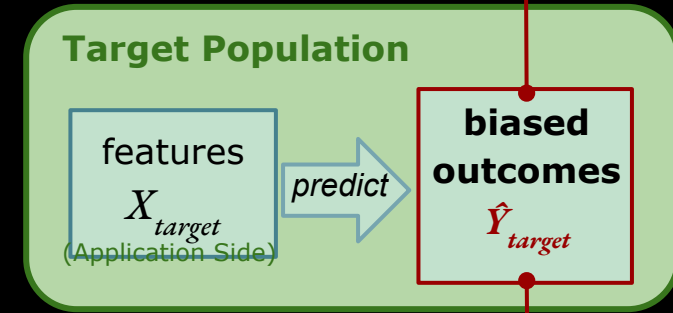 Target Population
features
X_target
(Application Side)
predict
biased
outcomes
Ŷ_target